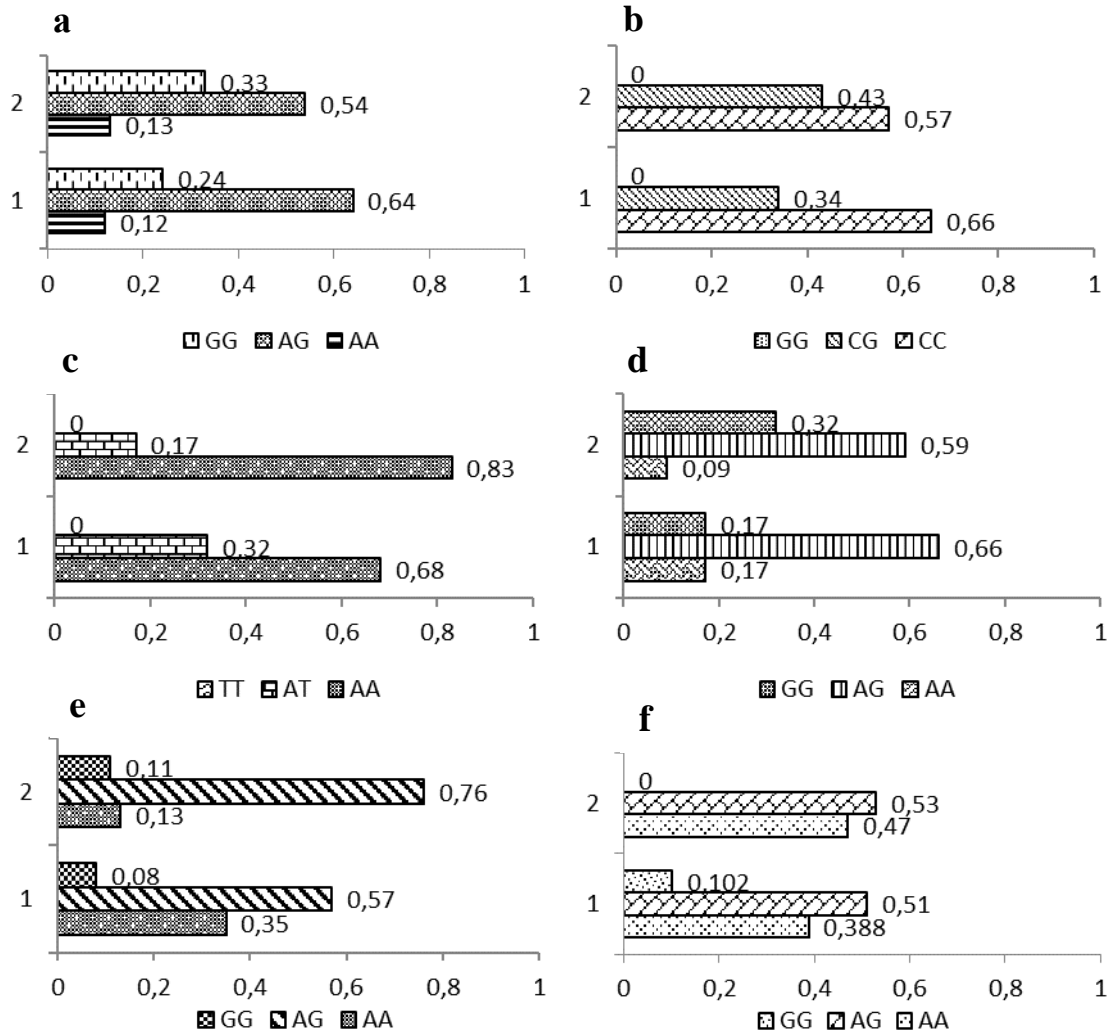 a
2
0,33
0,54
0,13
1
0,24
0,64
0,12
0 0,2 0,4 0,6 0,8 1
GG AG AA
b
2
0
0,43
0,57
1
0
0,34
0,66
0 0,2 0,4 0,6 0,8 1
GG CG CC
c
2
0
0,17
0,83
1
0
0,32
0,68
0 0,2 0,4 0,6 0,8 1
TT AT AA
d
2
0,32
0,59
0,09
1
0,17
0,66
0,17
0 0,2 0,4 0,6 0,8 1
GG AG AA
e
2
0,11
0,76
0,13
1
0,08
0,57
0,35
0 0,2 0,4 0,6 0,8 1
GG AG AA
f
2
0
0,53
0,47
1
0,102
0,51
0,388
0 0,2 0,4 0,6 0,8 1
GG AG AA